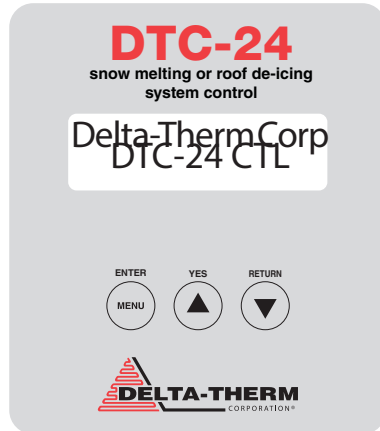 DTC-24
snow melting or roof de-icing
system control
Delta-Therm Corp
DTC-24 CTL
ENTER YES RETURN
MENU
DELTA-THERM
CORPORATION®